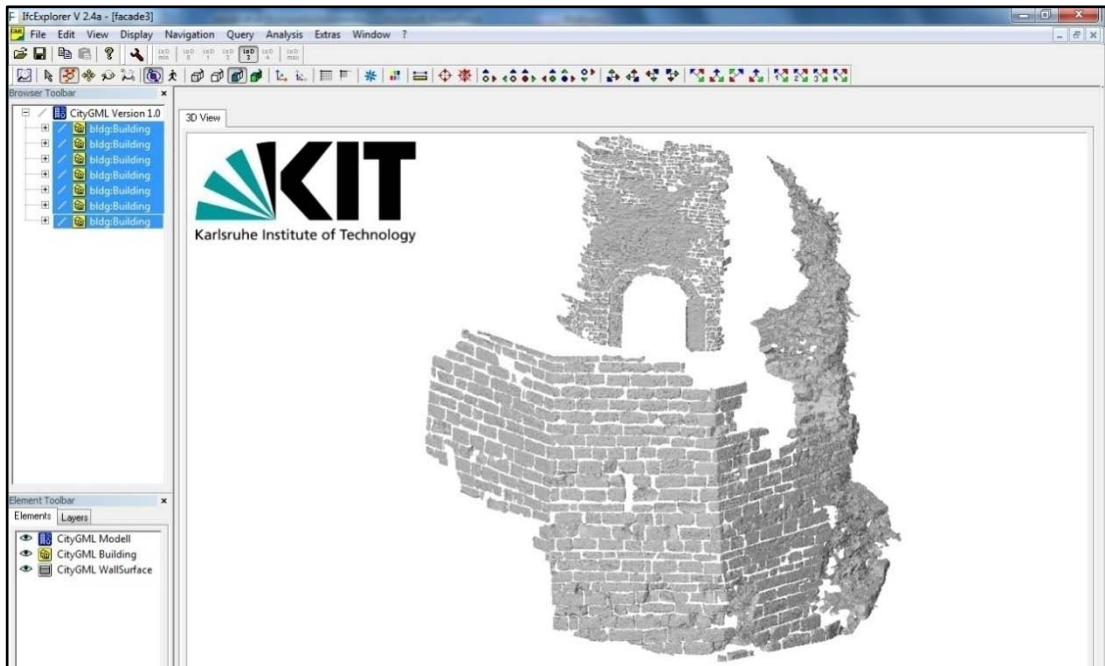 IfcExplorer V 2.4a - [facade3]
File Edit View Display Navigation Query Analysis Extras Window ?
Browser Toolbar
CityGML Version 1.0
bldg:Building
bldg:Building
bldg:Building
bldg:Building
bldg:Building
bldg:Building
bldg:Building
3D View
KIT
Karlsruhe Institute of Technology
Element Toolbar
Elements Layers
CityGML Modell
CityGML Building
CityGML WallSurface